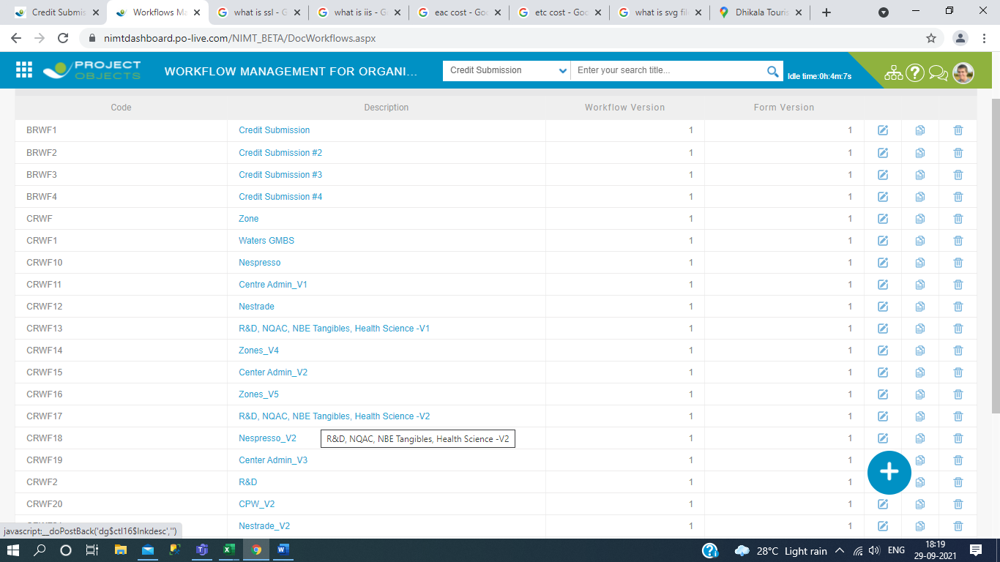 Credit Submis
Workflows Ma
what is ssl - G
what is iis - G
eac cost - Goo
etc cost - Goo
what is svg fil
Dhikala Touris
nimtdashboard.po-live.com/NIMT_BETA/DocWorkflows.aspx
PROJECT
OBJECTS
WORKFLOW MANAGEMENT FOR ORGANI...
Credit Submission
Enter your search title...
Idle time:0h:4m:7s
Code Description Workflow Version Form Version
BRWF1 Credit Submission 1 1
BRWF2 Credit Submission #2 1 1
BRWF3 Credit Submission #3 1 1
BRWF4 Credit Submission #4 1 1
CRWF Zone 1 1
CRWF1 Waters GMBS 1 1
CRWF10 Nespresso 1 1
CRWF11 Centre Admin_V1 1 1
CRWF12 Nestrade 1 1
CRWF13 R&D, NQAC, NBE Tangibles, Health Science -V1 1 1
CRWF14 Zones_V4 1 1
CRWF15 Center Admin_V2 1 1
CRWF16 Zones_V5 1 1
CRWF17 R&D, NQAC, NBE Tangibles, Health Science -V2 1 1
CRWF18 Nespresso_V2 1 1
R&D, NQAC, NBE Tangibles, Health Science -V2
CRWF19 Center Admin_V3 1 1
CRWF2 R&D 1 1
CRWF20 CPW_V2 1 1
Nestrade_V2 1 1
javascript:__doPostBack('dg$ctl16$lnkdesc','')
28°C Light rain
ENG
18:19
29-09-2021